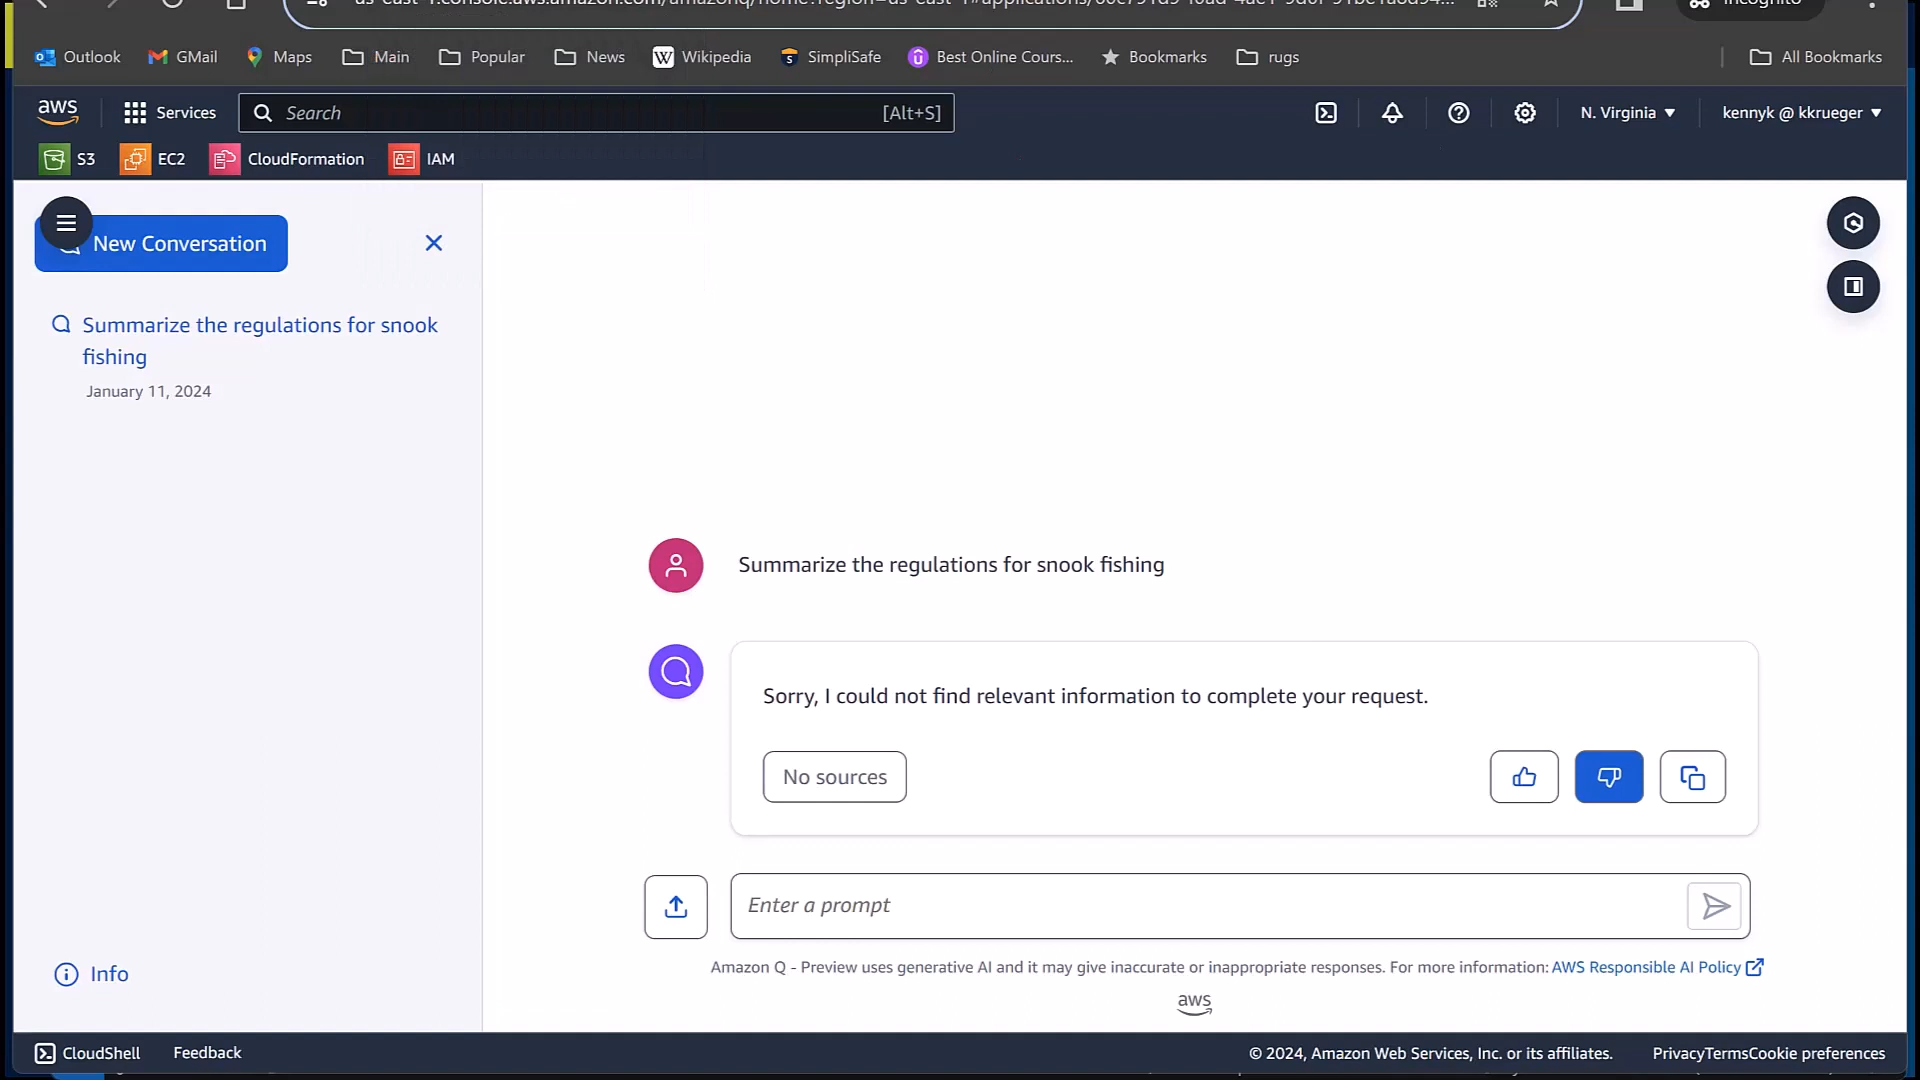 Outlook
GMail
Maps
Main
Popular
News
Wikipedia
SimpliSafe
Best Online Cours...
Bookmarks
rugs
All Bookmarks
aws
Services
Search
[Alt+S]
N. Virginia
kennyk @ kkrueger
S3
EC2
CloudFormation
IAM
New Conversation
Summarize the regulations for snook
fishing
January 11, 2024
Summarize the regulations for snook fishing
Sorry, I could not find relevant information to complete your request.
No sources
Enter a prompt
Amazon Q - Preview uses generative AI and it may give inaccurate or inappropriate responses. For more information: AWS Responsible AI Policy
aws
Info
CloudShell
Feedback
© 2024, Amazon Web Services, Inc. or its affiliates.
Privacy
Terms
Cookie preferences